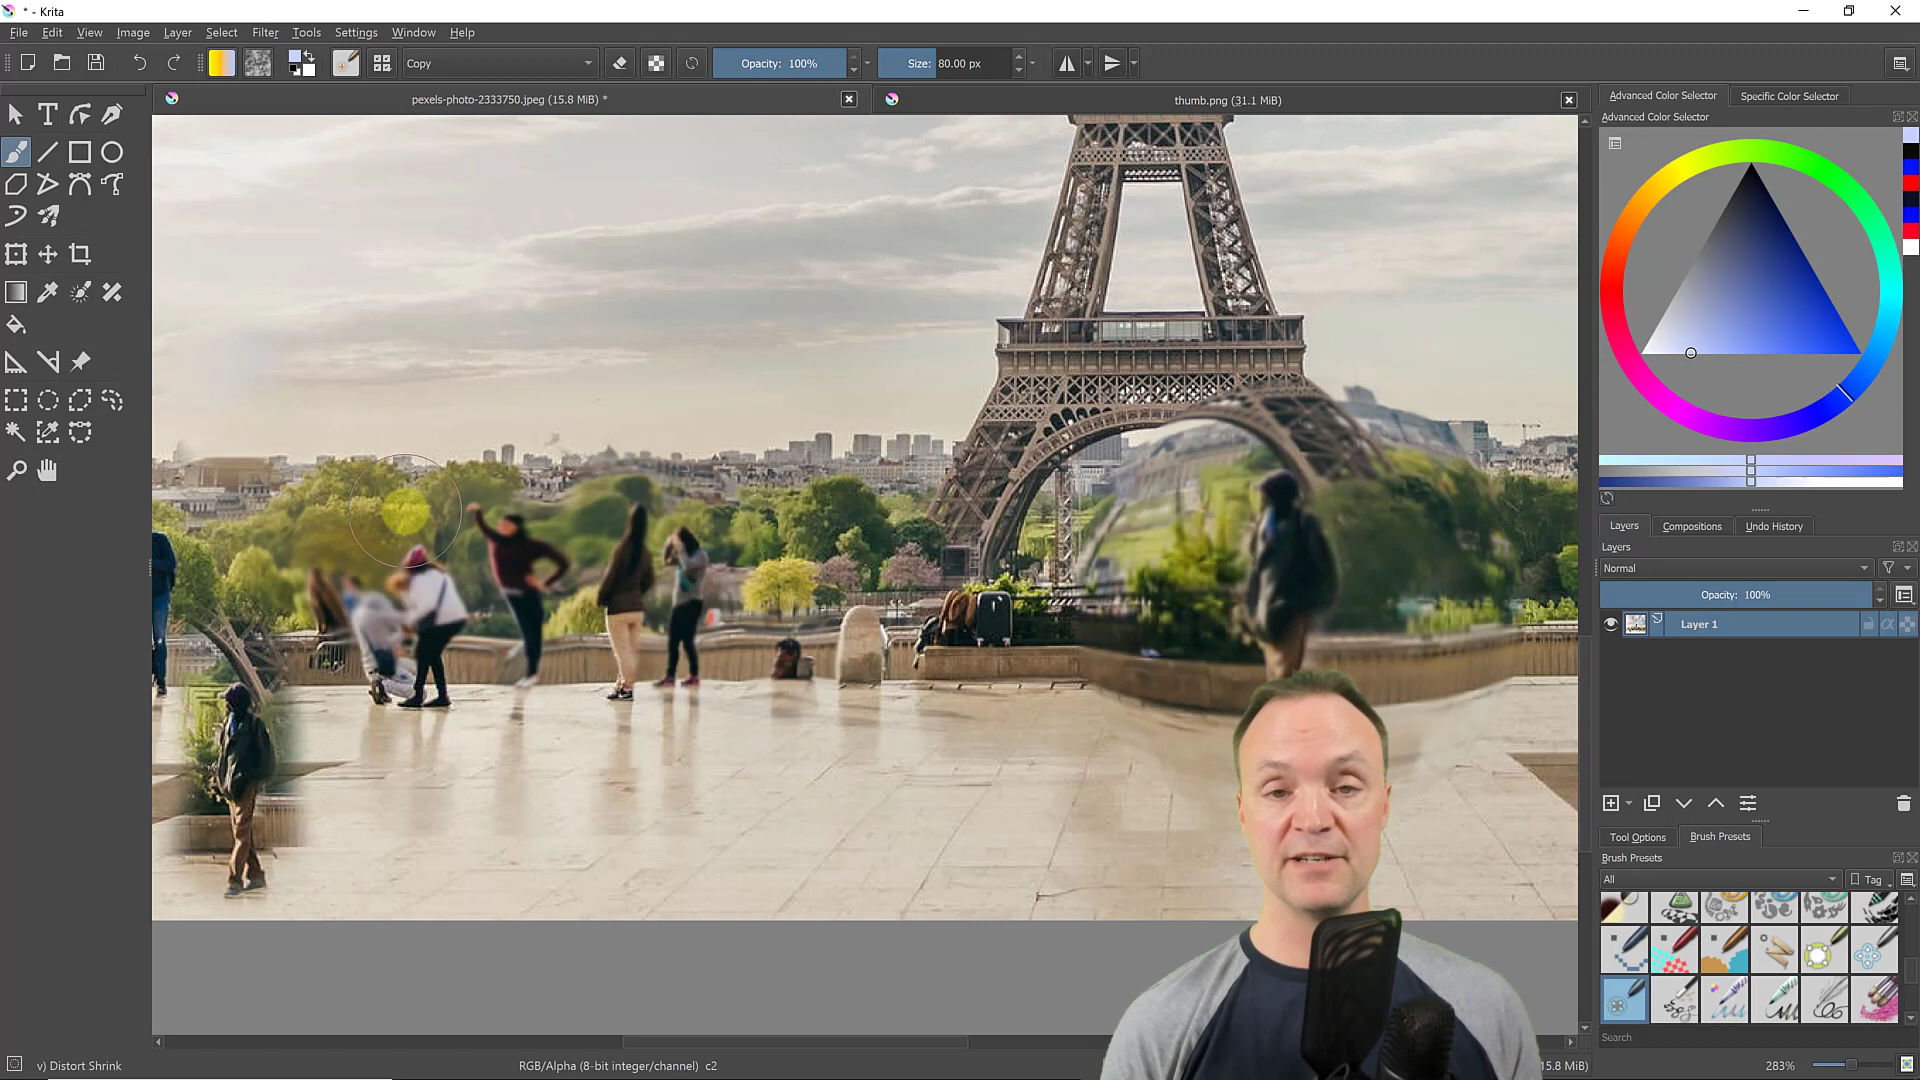 * - Krita
File Edit View Image Layer Select Filter Tools Settings Window Help
Copy
Opacity: 100%
Size: 80.00 px
pexels-photo-2333750.jpeg (15.8 MiB) *
thumb.png (31.1 MiB)
Advanced Color Selector
Specific Color Selector
Advanced Color Selector
Layers
Compositions
Undo History
Layers
Normal
Opacity: 100%
Layer 1
Tool Options
Brush Presets
Brush Presets
All
Tag
Search
v) Distort Shrink
RGB/Alpha (8-bit integer/channel) c2
15.8 MiB)
283%